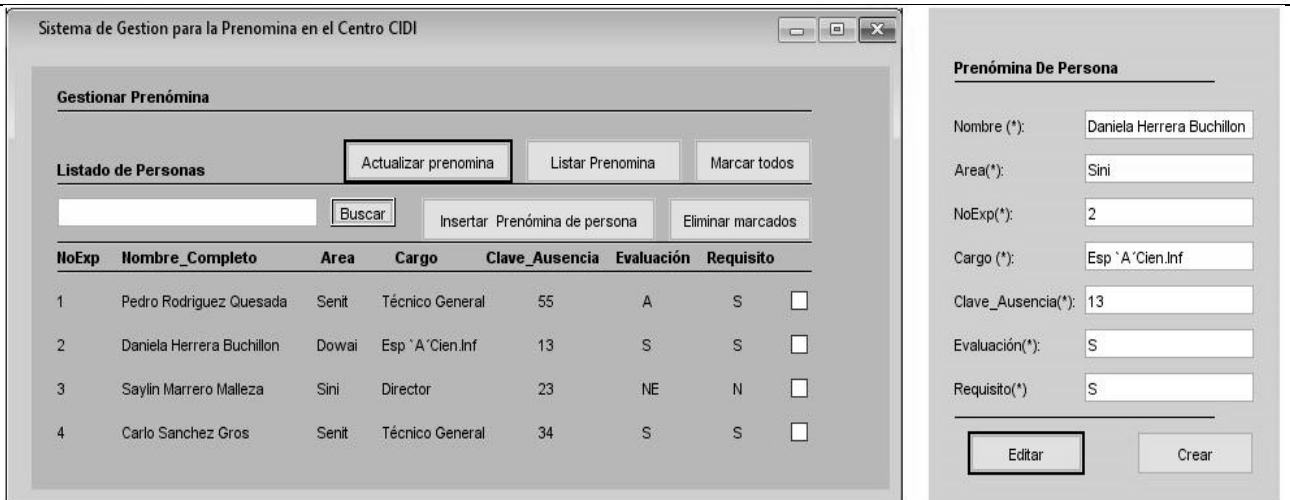 Sistema de Gestion para la Prenomina en el Centro CIDI
Gestionar Prenómina
Listado de Personas
Actualizar prenomina Listar Prenomina Marcar todos
Buscar Insertar Prenómina de persona Eliminar marcados
NoExp Nombre_Completo Area Cargo Clave_Ausencia Evaluación Requisito
1 Pedro Rodriguez Quesada Senit Técnico General 55 A S
2 Daniela Herrera Buchillon Dowai Esp `A´Cien.Inf 13 S S
3 Saylin Marrero Malleza Sini Director 23 NE N
4 Carlo Sanchez Gros Senit Técnico General 34 S S
Prenómina De Persona
Nombre (*): Daniela Herrera Buchillon
Area(*): Sini
NoExp(*): 2
Cargo (*): Esp `A´Cien.Inf
Clave_Ausencia(*): 13
Evaluación(*): S
Requisito(*) S
Editar Crear